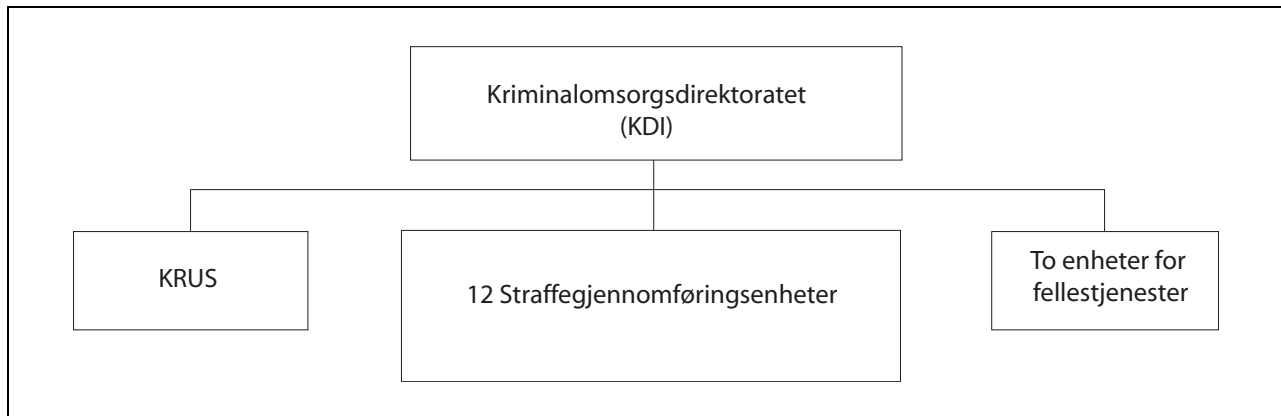 Kriminalomsorgsdirektoratet
(KDI)
KRUS
12 Straffegjennomføringsenheter
To enheter for
fellestjenester